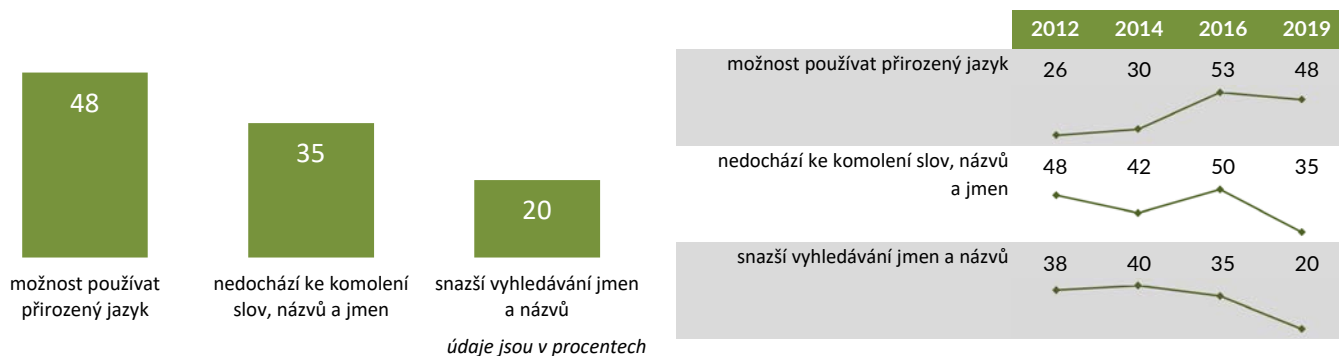 48
35
20
možnost používat
přirozený jazyk
nedochází ke komolení
slov, názvů a jmen
snazší vyhledávání jmen
a názvů
údaje jsou v procentech
2012 2014 2016 2019
možnost používat přirozený jazyk 26 30 53 48
nedochází ke komolení slov, názvů
a jmen 48 42 50 35
snazší vyhledávání jmen a názvů 38 40 35 20